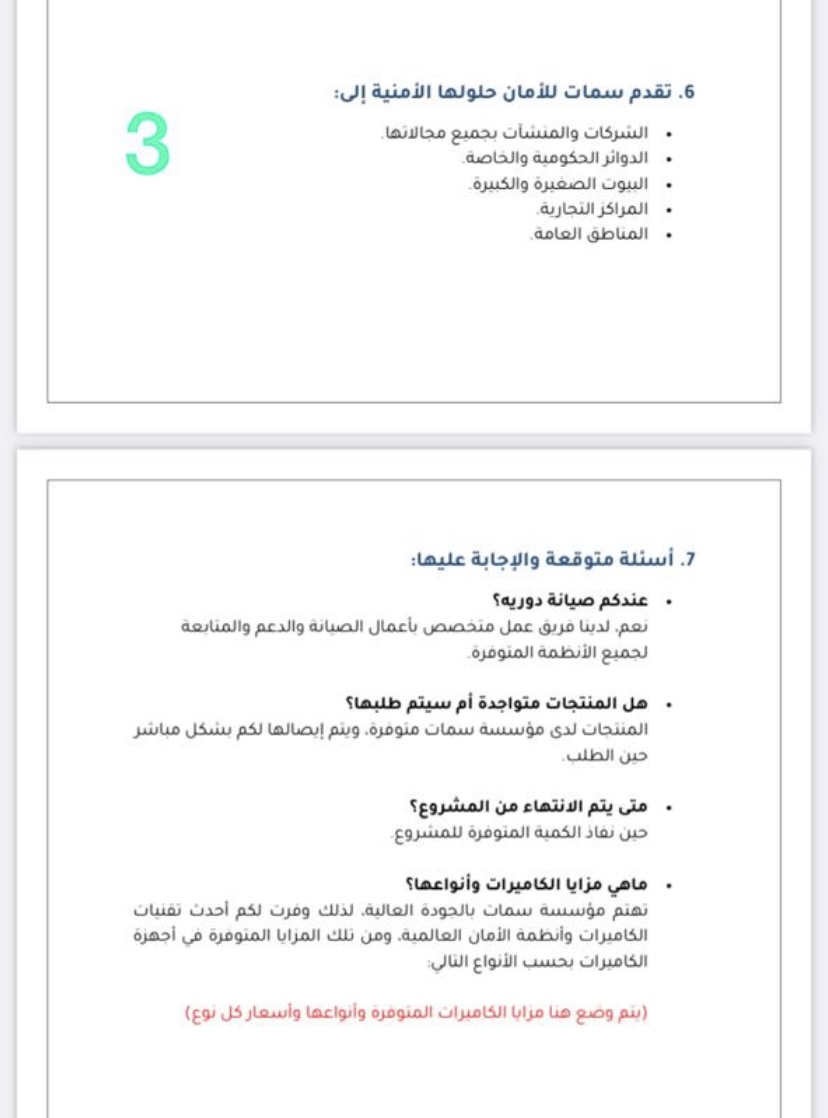 6. تقدم سمات للأمان حلولها الأمنية إلى:
3
• الشركات والمنشآت بجميع مجالاتها.
• الدوائر الحكومية والخاصة.
• البيوت الصغيرة والكبيرة.
• المراكز التجارية.
• المناطق العامة.
7. أسئلة متوقعة والإجابة عليها:
• عندكم صيانة دوريه؟
نعم، لدينا فريق عمل متخصص بأعمال الصيانة والدعم والمتابعة
لجميع الأنظمة المتوفرة.
• هل المنتجات متواجدة أم سيتم طلبها؟
المنتجات لدى مؤسسة سمات متوفرة، ويتم إيصالها لكم بشكل مباشر
حين الطلب.
• متى يتم الانتهاء من المشروع؟
حين نفاذ الكمية المتوفرة للمشروع.
• ماهي مزايا الكاميرات وأنواعها؟
تهتم مؤسسة سمات بالجودة العالية، لذلك وفرت لكم أحدث تقنيات
الكاميرات وأنظمة الأمان العالمية، ومن تلك المزايا المتوفرة في أجهزة
الكاميرات بحسب الأنواع التالي:
(يتم وضع هنا مزايا الكاميرات المتوفرة وأنواعها وأسعار كل نوع)